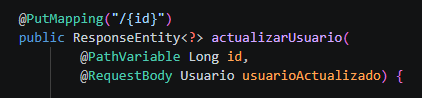 @PutMapping("/{id}")
public ResponseEntity<?> actualizarUsuario(
@PathVariable Long id,
@RequestBody Usuario usuarioActualizado) {